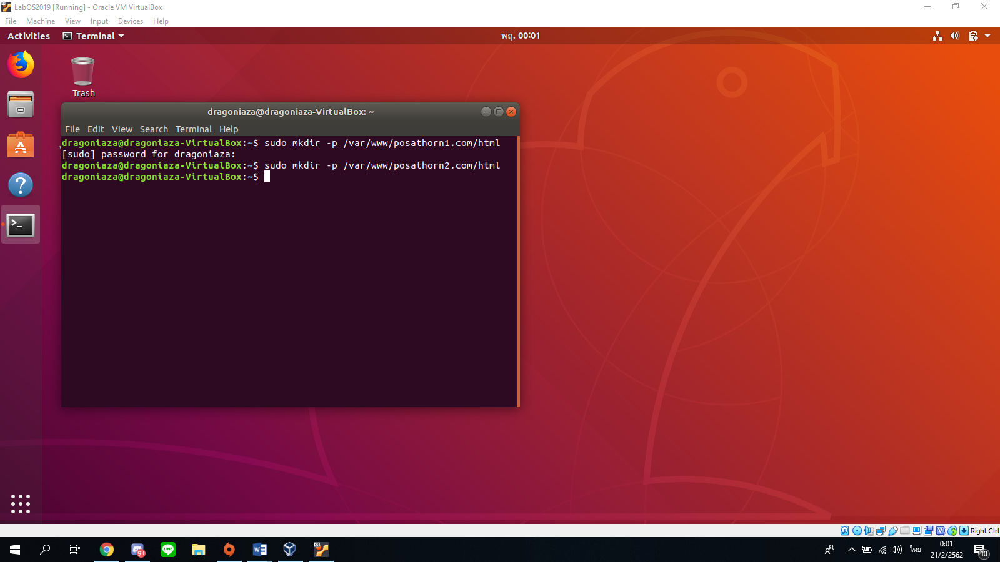 LabOS2019 [Running] - Oracle VM VirtualBox
File Machine View Input Devices Help
Activities Terminal พฤ. 00:01
Trash
dragoniaza@dragoniaza-VirtualBox: ~
File Edit View Search Terminal Help
dragoniaza@dragoniaza-VirtualBox:~$ sudo mkdir -p /var/www/posathorn1.com/html
[sudo] password for dragoniaza:
dragoniaza@dragoniaza-VirtualBox:~$ sudo mkdir -p /var/www/posathorn2.com/html
dragoniaza@dragoniaza-VirtualBox:~$
Right Ctrl
9+
ไทย
0:01
21/2/2562
10